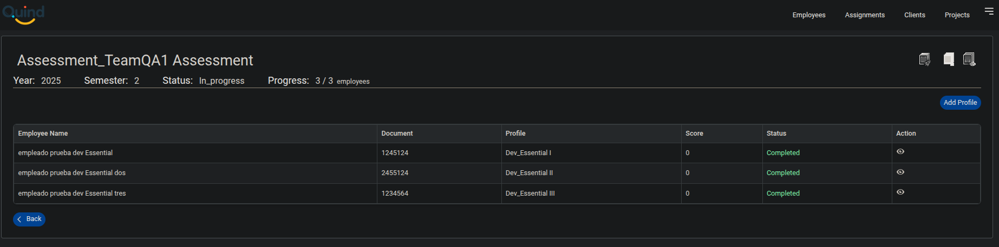 Quind
Employees Assignments Clients Projects
Assessment_TeamQA1 Assessment
Year: 2025 Semester: 2 Status: In_progress Progress: 3 / 3 employees
Add Profile
Employee Name Document Profile Score Status Action
empleado prueba dev Essential 1245124 Dev_Essential I 0 Completed
empleado prueba dev Essential dos 2455124 Dev_Essential II 0 Completed
empleado prueba dev Essential tres 1234564 Dev_Essential III 0 Completed
Back